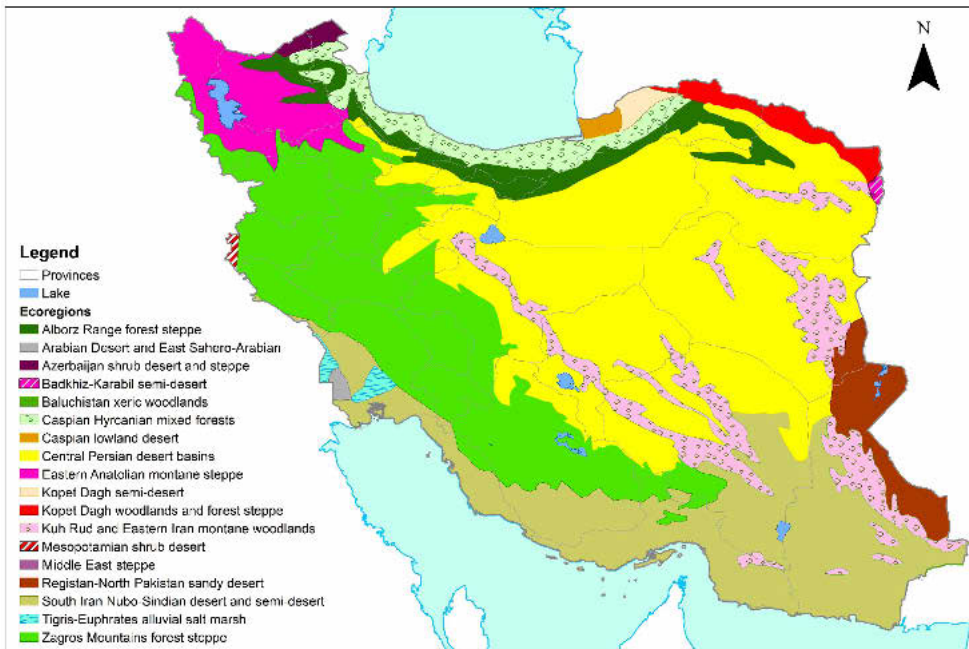 N
Legend
Provinces
Lake
Ecoregions
Alborz Range forest steppe
Arabian Desort and East Sahero-Arabian
Azerbaijan shrub desert and steppe
Badkhiz-Karabil semi-desert
Baluchistan xeric woodlands
Caspian Hyrcanian mixed forests
Caspian lowland desert
Central Persian desert basins
Eastern Anatolian montane steppe
Kopet Dagh semi-desert
Kopet Dagh woodlands and forest steppe
Kuh Rud and Eastern Iran montane woodlands
Mesopotamian shrub desert
Middle East steppe
Registan-North Pakistan sandy desert
South Iran Nubo-Sindian desert and semi-desert
Tigris-Euphrates alluvial salt marsh
Zagros Mountains forest steppe